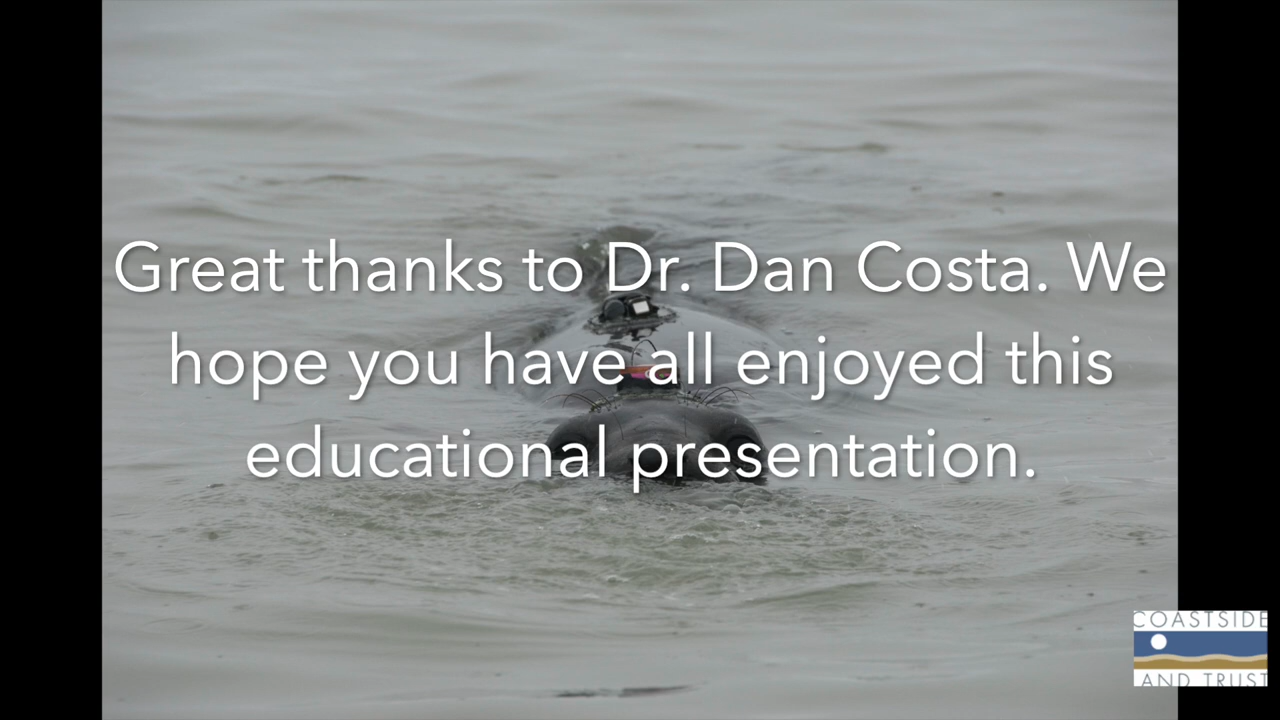 Great thanks to Dr. Dan Costa. We
hope you have all enjoyed this
educational presentation.
COASTSIDE
LAND TRUST